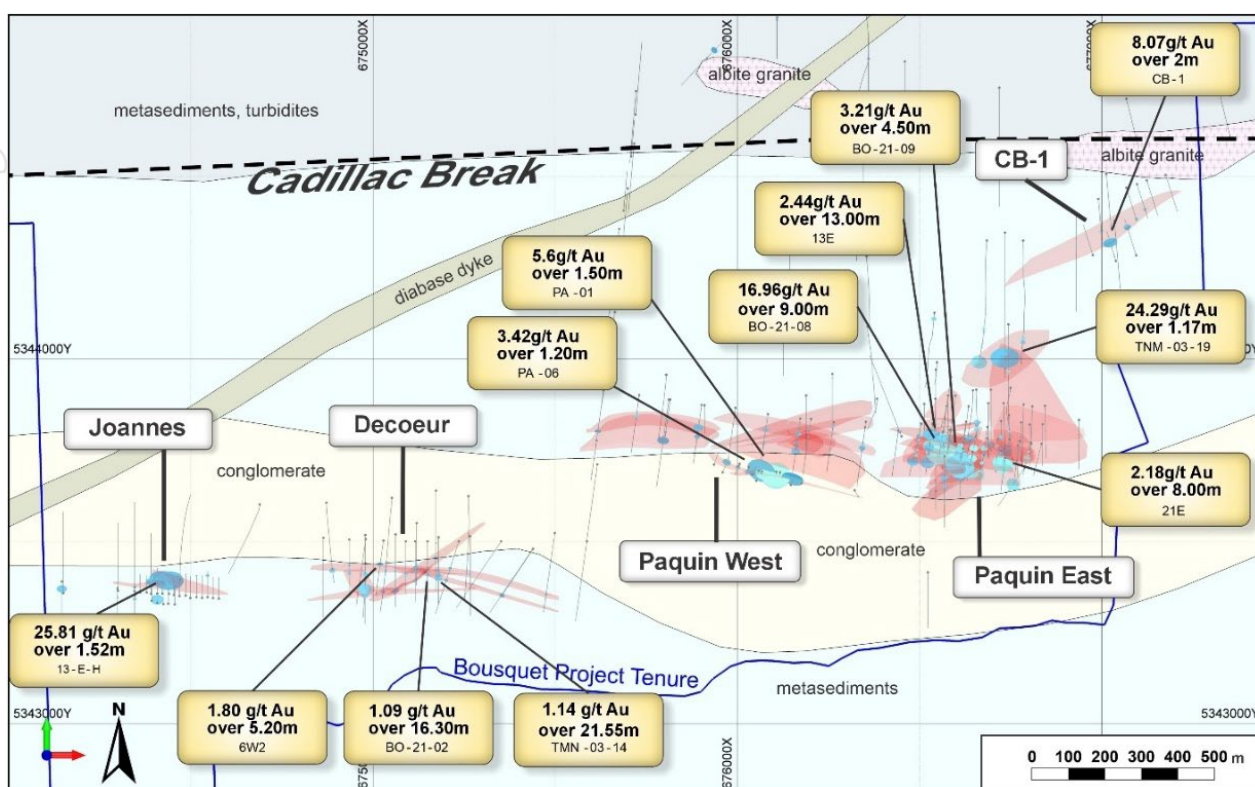 675000X
676000X
677000X
8.07g/t Au
over 2m
CB-1
albite granite
metasediments, turbidites
3.21g/t Au
over 4.50m
BO-21-09
CB-1
albite granite
Cadillac Break
2.44g/t Au
over 13.00m
13E
5.6g/t Au
over 1.50m
PA-01
diabase dyke
16.96g/t Au
over 9.00m
BO-21-08
24.29g/t Au
over 1.17m
TNM-03-19
3.42g/t Au
over 1.20m
PA-06
5344000Y
Joannes
Decoeur
conglomerate
2.18g/t Au
over 8.00m
21E
Paquin West
conglomerate
Paquin East
25.81 g/t Au
over 1.52m
13-E-H
Bousquet Project Tenure
metasediments
1.80 g/t Au
over 5.20m
6W2
1.09 g/t Au
over 16.30m
BO-21-02
1.14 g/t Au
over 21.55m
TMN-03-14
5343000Y
5343000Y
N
676000X
0 100 200 300 400 500 m